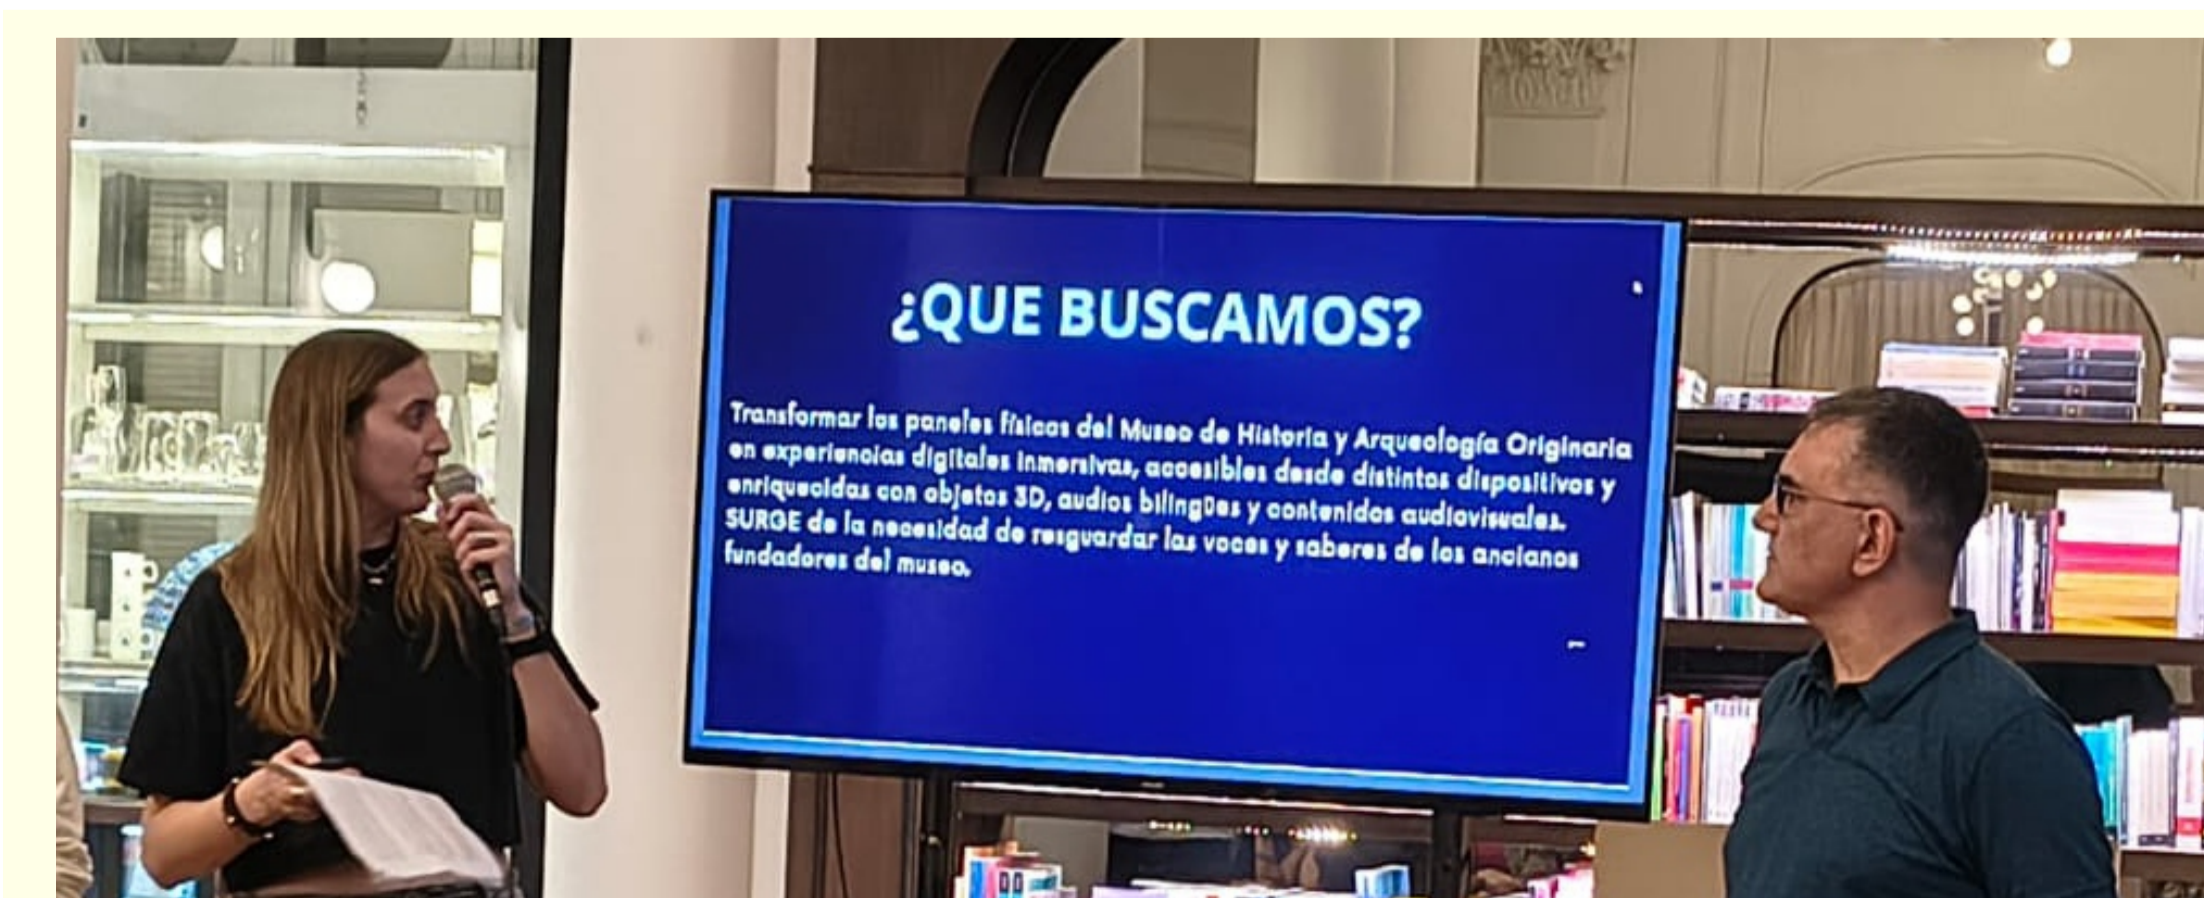 ¿QUE BUSCAMOS?
Transformar los paneles físicos del Museo de Historia y Arqueología Originaria
en experiencias digitales inmersivas, accesibles desde distintos dispositivos y
enriquecidas con objetos 3D, audios bilingües y contenidos audiovisuales.
SURGE de la necesidad de resguardar las voces y saberes de los ancianos
fundadores del museo.